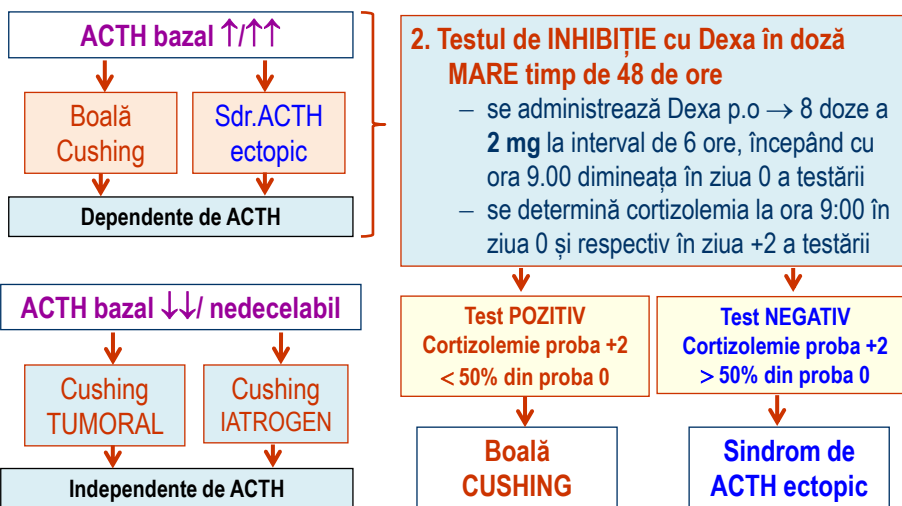 ACTH bazal ↑/↑↑
Boală
Cushing
Sdr.ACTH
ectopic
Dependente de ACTH
ACTH bazal ↓↓/ nedecelabil
Cushing
TUMORAL
Cushing
IATROGEN
Independente de ACTH
2. Testul de INHIBIȚIE cu Dexa în doză
MARE timp de 48 de ore
– se administrează Dexa p.o → 8 doze a
2 mg la interval de 6 ore, începând cu
ora 9.00 dimineața în ziua 0 a testării
– se determină cortizolemia la ora 9:00 în
ziua 0 și respectiv în ziua +2 a testării
Test POZITIV
Cortizolemie proba +2
< 50% din proba 0
Test NEGATIV
Cortizolemie proba +2
> 50% din proba 0
Boală
CUSHING
Sindrom de
ACTH ectopic